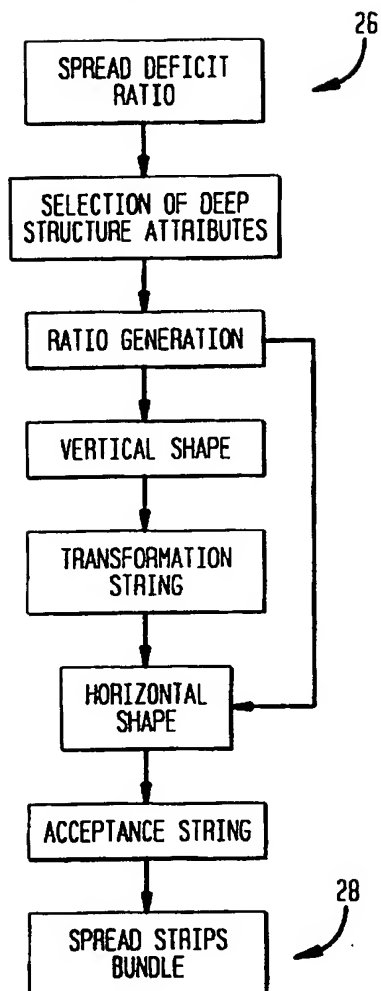 26
SPREAD DEFICIT
RATIO
SELECTION OF DEEP
STRUCTURE ATTRIBUTES
RATIO GENERATION
VERTICAL SHAPE
TRANSFORMATION
STRING
HORIZONTAL
SHAPE
ACCEPTANCE STRING
28
SPREAD STRIPS
BUNDLE